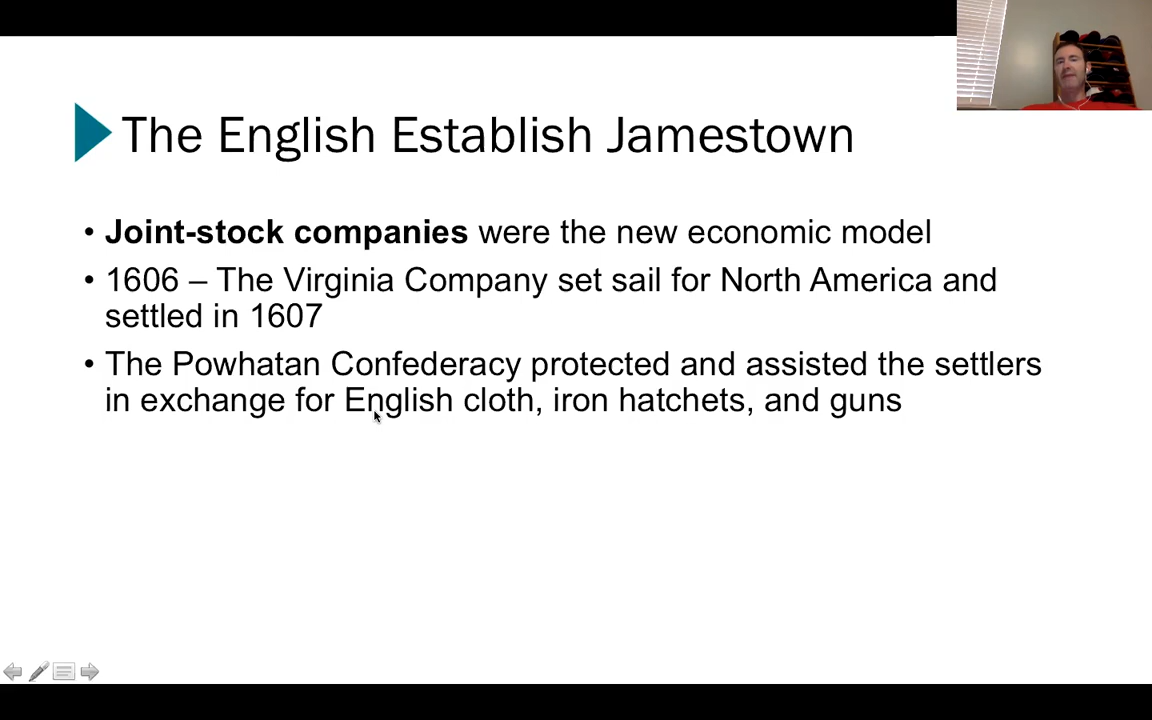 The English Establish Jamestown
• Joint-stock companies were the new economic model
• 1606 – The Virginia Company set sail for North America and
settled in 1607
• The Powhatan Confederacy protected and assisted the settlers
in exchange for English cloth, iron hatchets, and guns